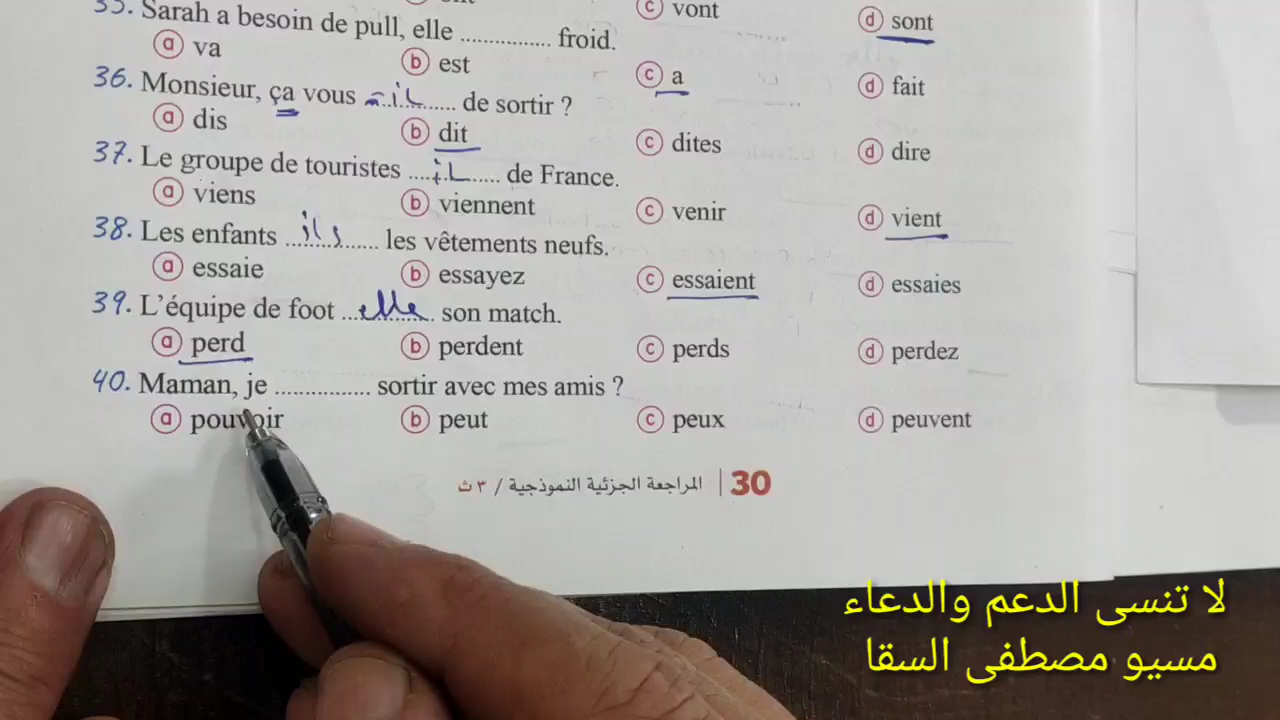 ⓒ vont ⓓ sont
35. Sarah a besoin de pull, elle ................ froid.
ⓐ va ⓑ est ⓒ a ⓓ fait
36. Monsieur, ça vous ................ de sortir ?
ⓐ dis ⓑ dit ⓒ dites ⓓ dire
37. Le groupe de touristes ................ de France.
ⓐ viens ⓑ viennent ⓒ venir ⓓ vient
38. Les enfants ....ils.... les vêtements neufs.
ⓐ essaie ⓑ essayez ⓒ essaient ⓓ essaies
39. L'équipe de foot ....elle.... son match.
ⓐ perd ⓑ perdent ⓒ perds ⓓ perdez
40. Maman, je ................ sortir avec mes amis ?
ⓐ pouvoir ⓑ peut ⓒ peux ⓓ peuvent
30 | المراجعة الجزئية النموذجية / ٣ ث
لا تنسى الدعم والدعاء
مسيو مصطفى السقا